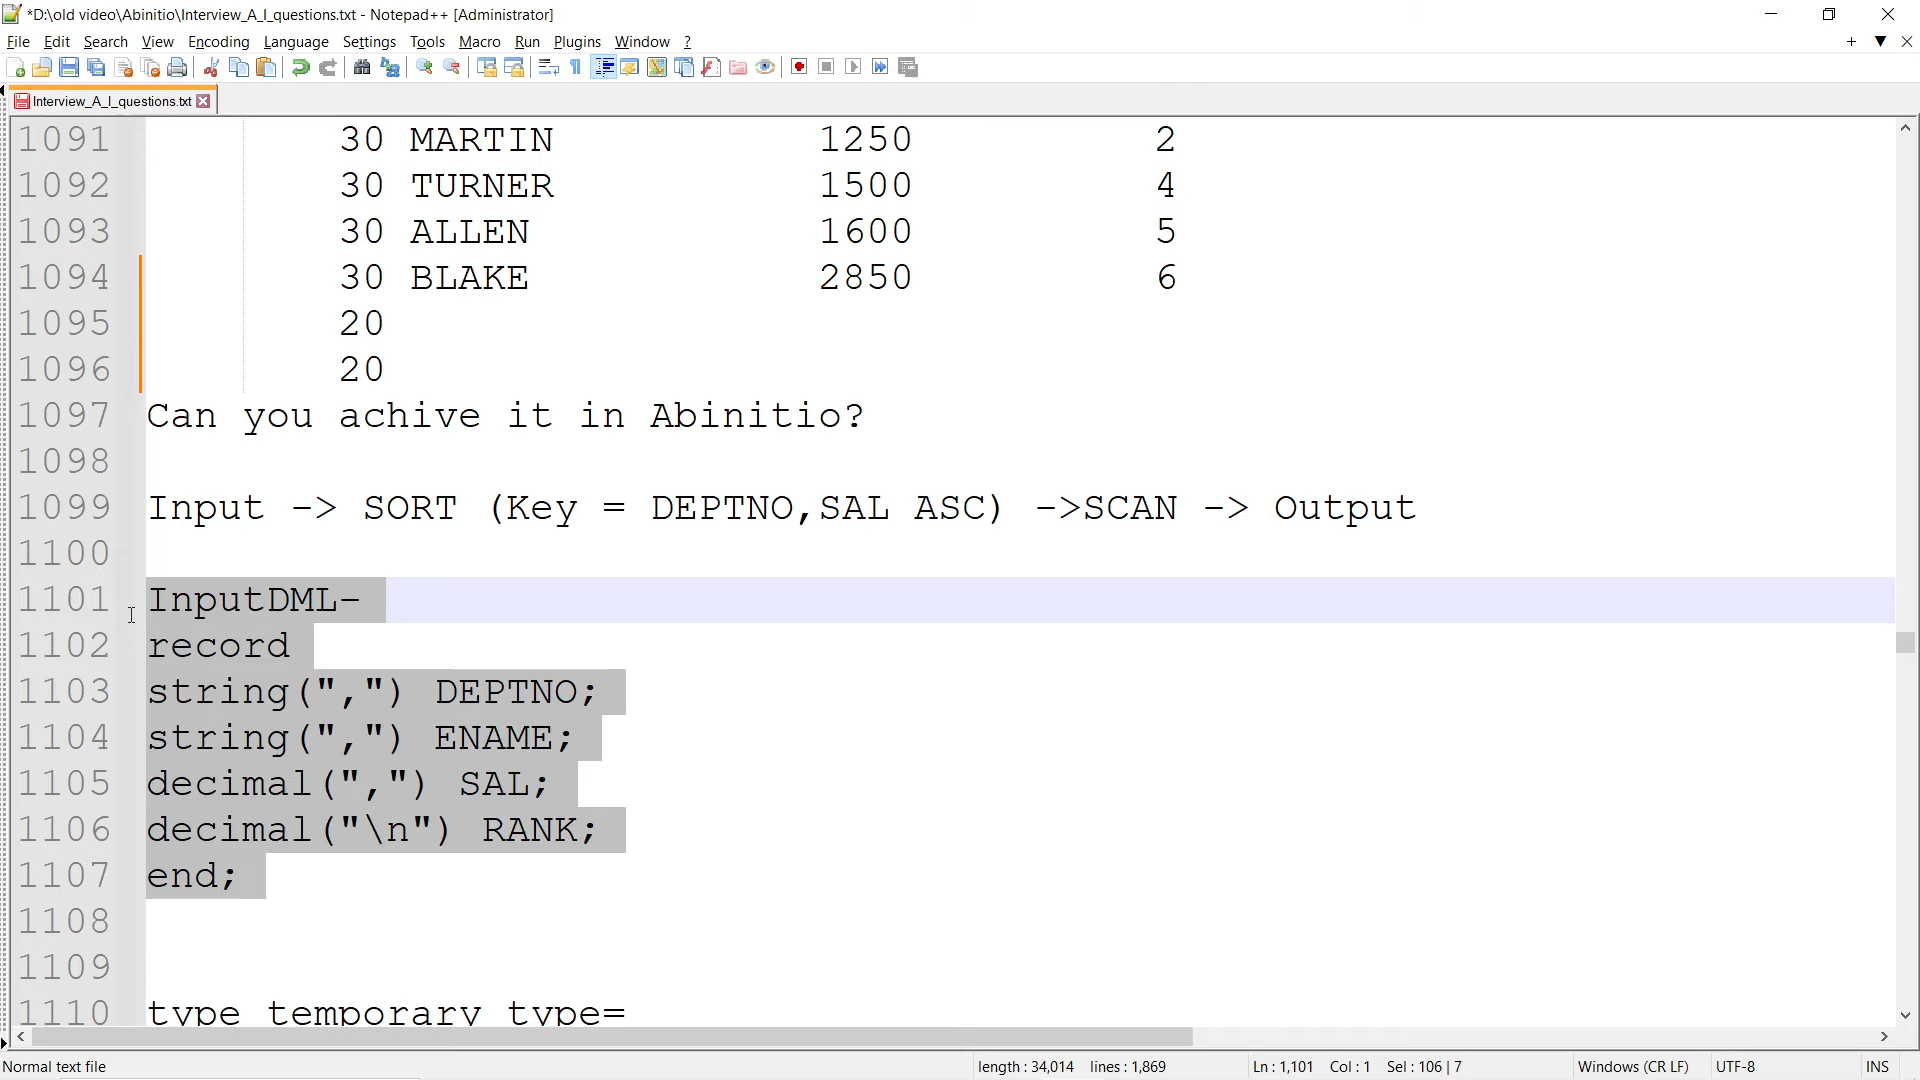 *D:\old video\Abinitio\Interview_A_I_questions.txt - Notepad++ [Administrator]
File Edit Search View Encoding Language Settings Tools Macro Run Plugins Window ?
Interview_A_I_questions.txt
1091 30 MARTIN 1250 2
1092 30 TURNER 1500 4
1093 30 ALLEN 1600 5
1094 30 BLAKE 2850 6
1095 20
1096 20
1097 Can you achive it in Abinitio?
1098
1099 Input -> SORT (Key = DEPTNO,SAL ASC) ->SCAN -> Output
1100
1101 InputDML-
1102 record
1103 string(",") DEPTNO;
1104 string(",") ENAME;
1105 decimal(",") SAL;
1106 decimal("\n") RANK;
1107 end;
1108
1109
1110 type temporary type=
Normal text file length : 34,014 lines : 1,869 Ln : 1,101 Col : 1 Sel : 106 | 7 Windows (CR LF) UTF-8 INS